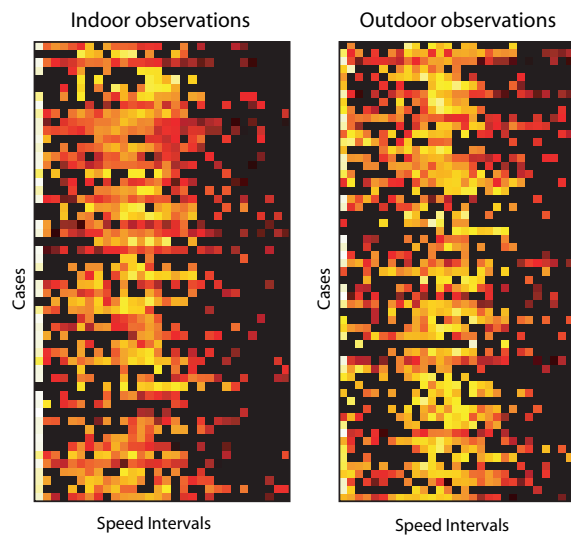 Indoor observations
Outdoor observations
Cases
Cases
Speed Intervals
Speed Intervals